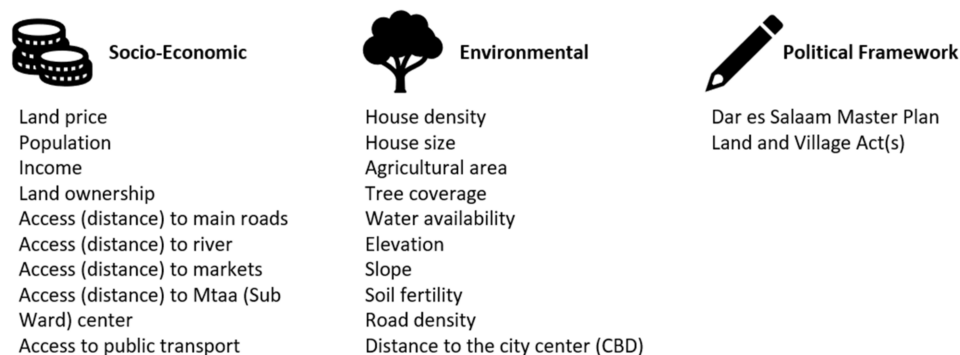 Socio-Economic
Land price
Population
Income
Land ownership
Access (distance) to main roads
Access (distance) to river
Access (distance) to markets
Access (distance) to Mtaa (Sub
Ward) center
Access to public transport
Environmental
House density
House size
Agricultural area
Tree coverage
Water availability
Elevation
Slope
Soil fertility
Road density
Distance to the city center (CBD)
Political Framework
Dar es Salaam Master Plan
Land and Village Act(s)